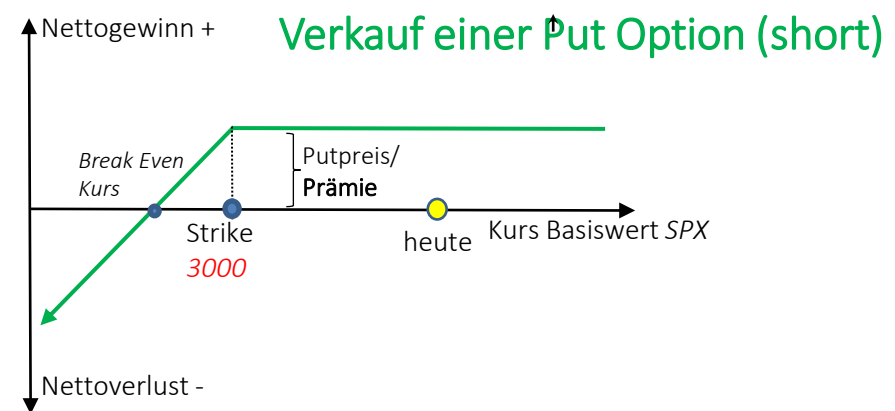 Nettogewinn +
Verkauf einer Put Option (short)
Break Even
Kurs
Putpreis/
Prämie
Strike
3000
heute
Kurs Basiswert SPX
Nettoverlust -